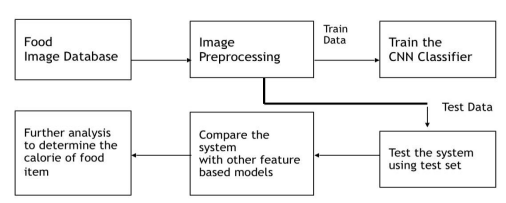 Food
Image Database
Image
Preprocessing
Train
Data
Train the
CNN Classifier
Test Data
Further analysis
to determine the
calorie of food
item
Compare the
system
with other feature
based models
Test the system
using test set